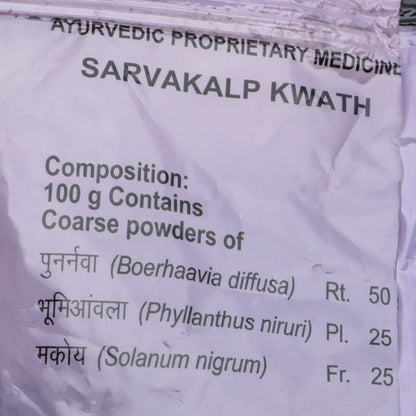 AYURVEDIC PROPRIETARY MEDICINE
SARVAKALP KWATH
Composition:
100 g Contains
Coarse powders of
पुनर्नवा (Boerhaavia diffusa) Rt. 50
भूमिआंवला (Phyllanthus niruri) Pl. 25
मकोय (Solanum nigrum) Fr. 25